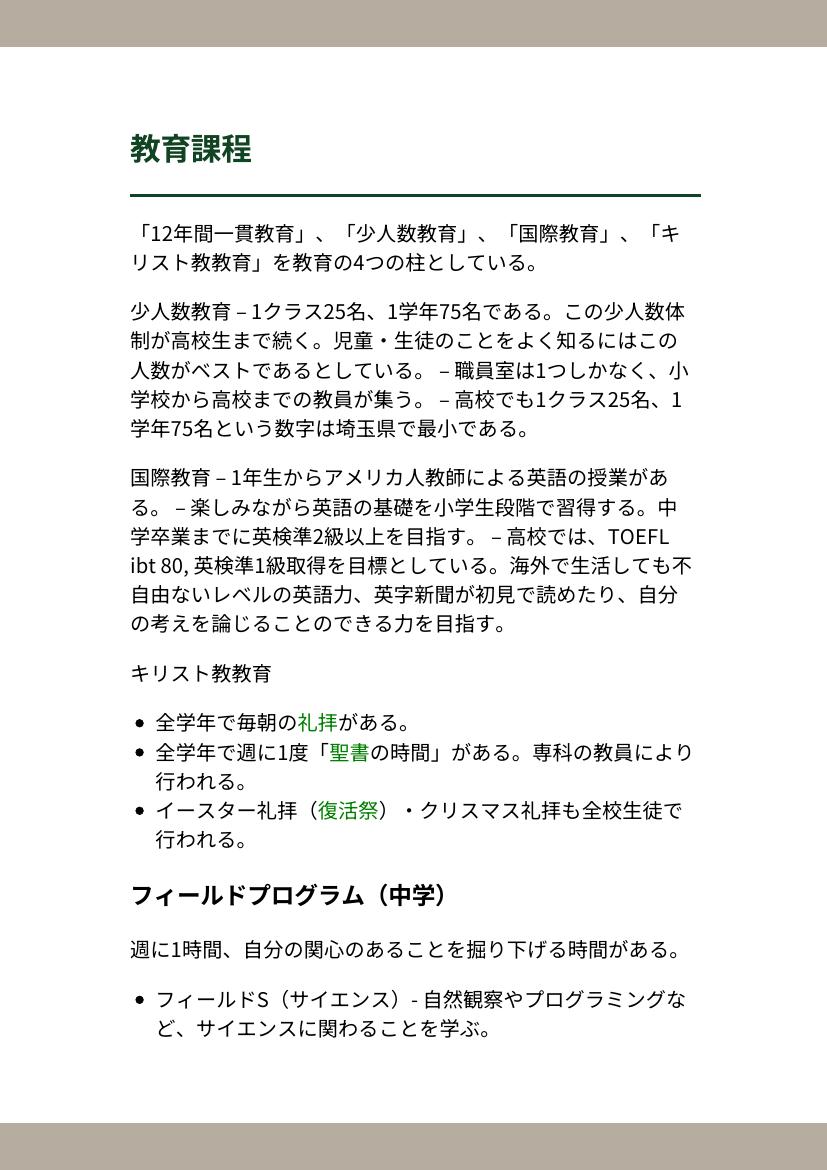 教育課程
「12年間一貫教育」、「少人数教育」、「国際教育」、「キ
リスト教教育」を教育の4つの柱としている。
少人数教育 – 1クラス25名、1学年75名である。この少人数体
制が高校生まで続く。児童・生徒のことをよく知るにはこの
人数がベストであるとしている。 – 職員室は1つしかなく、小
学校から高校までの教員が集う。 – 高校でも1クラス25名、1
学年75名という数字は埼玉県で最小である。
国際教育 – 1年生からアメリカ人教師による英語の授業があ
る。 – 楽しみながら英語の基礎を小学生段階で習得する。中
学卒業までに英検準2級以上を目指す。 – 高校では、TOEFL
ibt 80, 英検準1級取得を目標としている。海外で生活しても不
自由ないレベルの英語力、英字新聞が初見で読めたり、自分
の考えを論じることのできる力を目指す。
キリスト教教育
• 全学年で毎朝の礼拝がある。
• 全学年で週に1度「聖書の時間」がある。専科の教員により
行われる。
• イースター礼拝（復活祭）・クリスマス礼拝も全校生徒で
行われる。
フィールドプログラム（中学）
週に1時間、自分の関心のあることを掘り下げる時間がある。
• フィールドS（サイエンス）- 自然観察やプログラミングな
ど、サイエンスに関わることを学ぶ。